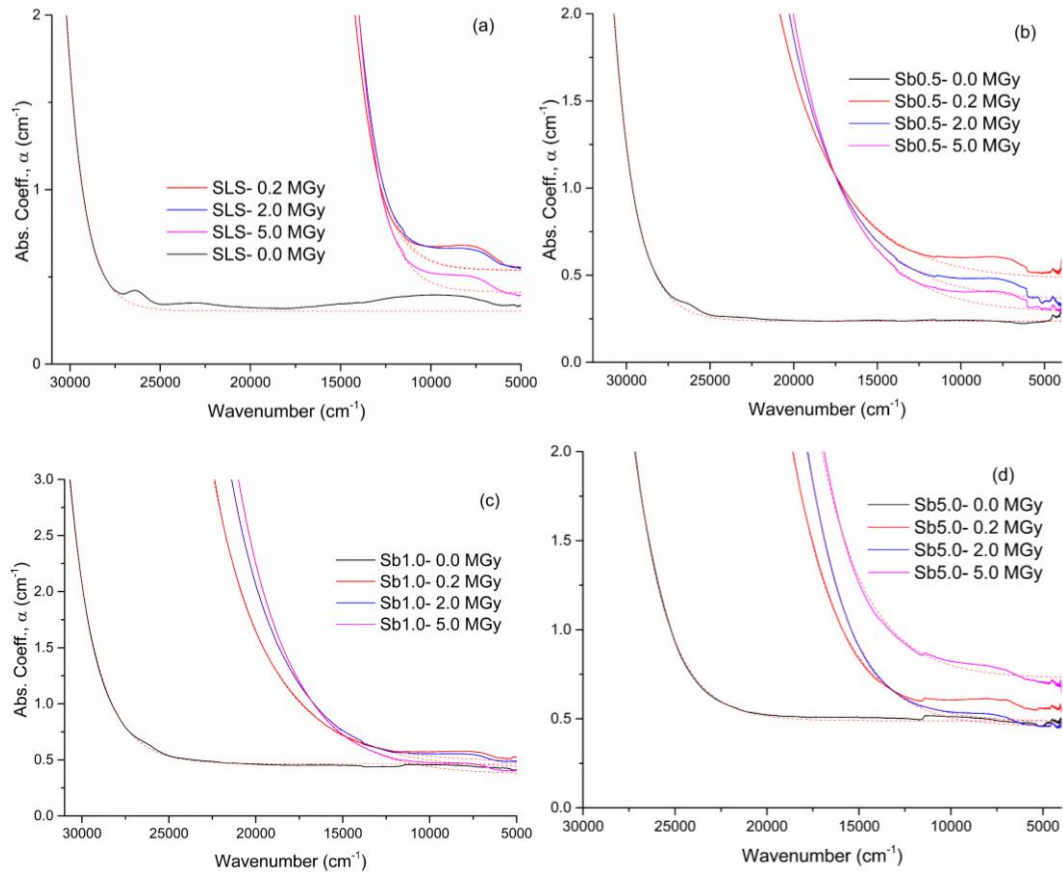 (a)
2
1
0
Abs. Coeff., α (cm⁻¹)
SLS- 0.2 MGy
SLS- 2.0 MGy
SLS- 5.0 MGy
SLS- 0.0 MGy
30000 25000 20000 15000 10000 5000
Wavenumber (cm⁻¹)
(b)
2.0
1.5
1.0
0.5
0.0
Abs. Coeff., α (cm⁻¹)
Sb0.5- 0.0 MGy
Sb0.5- 0.2 MGy
Sb0.5- 2.0 MGy
Sb0.5- 5.0 MGy
30000 25000 20000 15000 10000 5000
Wavenumber (cm⁻¹)
(c)
3.0
2.5
2.0
1.5
1.0
0.5
0.0
Abs. Coeff., α (cm⁻¹)
Sb1.0- 0.0 MGy
Sb1.0- 0.2 MGy
Sb1.0- 2.0 MGy
Sb1.0- 5.0 MGy
30000 25000 20000 15000 10000 5000
Wavenumber (cm⁻¹)
(d)
2.0
1.5
1.0
0.5
0.0
Abs. Coeff., α (cm⁻¹)
Sb5.0- 0.0 MGy
Sb5.0- 0.2 MGy
Sb5.0- 2.0 MGy
Sb5.0- 5.0 MGy
30000 25000 20000 15000 10000 5000
Wavenumber (cm⁻¹)